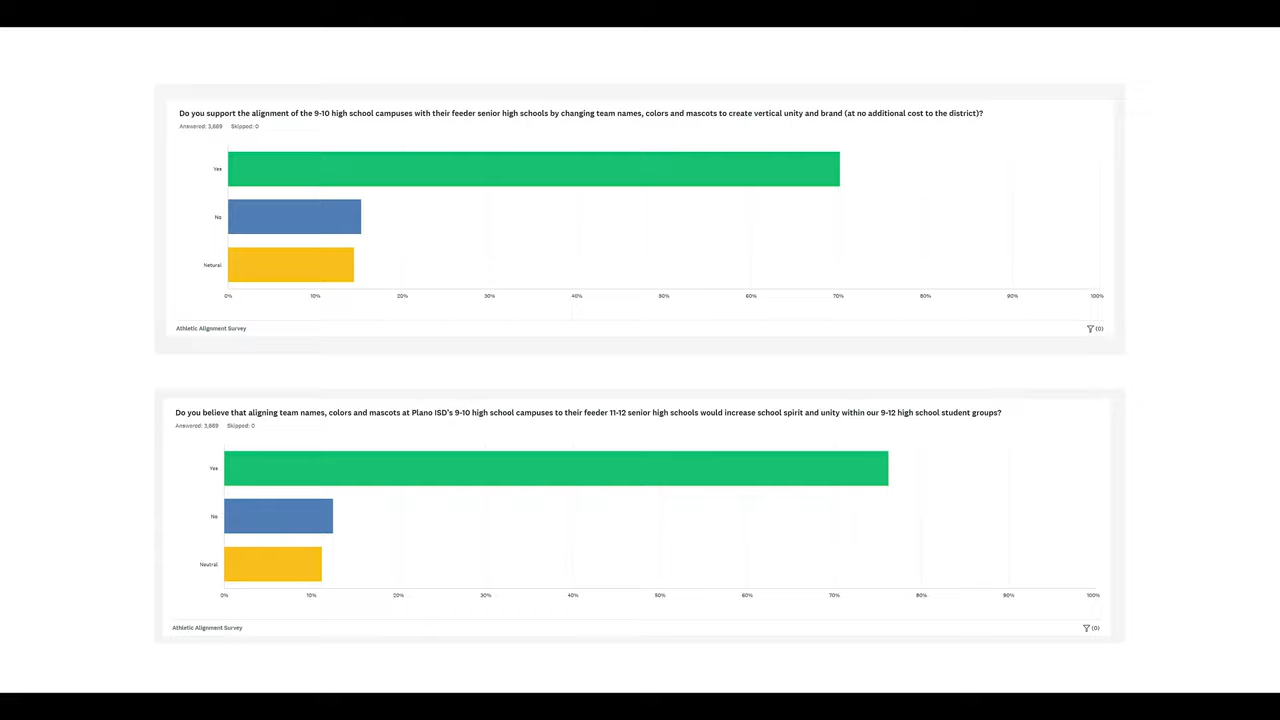 Do you support the alignment of the 9-10 high school campuses with their feeder senior high schools by changing team names, colors and mascots to create vertical unity and brand (at no additional cost to the district)?
Answered: 3,669 Skipped: 0
Yes
No
Netural
0% 10% 20% 30% 40% 50% 60% 70% 80% 90% 100%
Athletic Alignment Survey
(0)
Do you believe that aligning team names, colors and mascots at Plano ISD's 9-10 high school campuses to their feeder 11-12 senior high schools would increase school spirit and unity within our 9-12 high school student groups?
Answered: 3,669 Skipped: 0
Yes
No
Neutral
0% 10% 20% 30% 40% 50% 60% 70% 80% 90% 100%
Athletic Alignment Survey
(0)